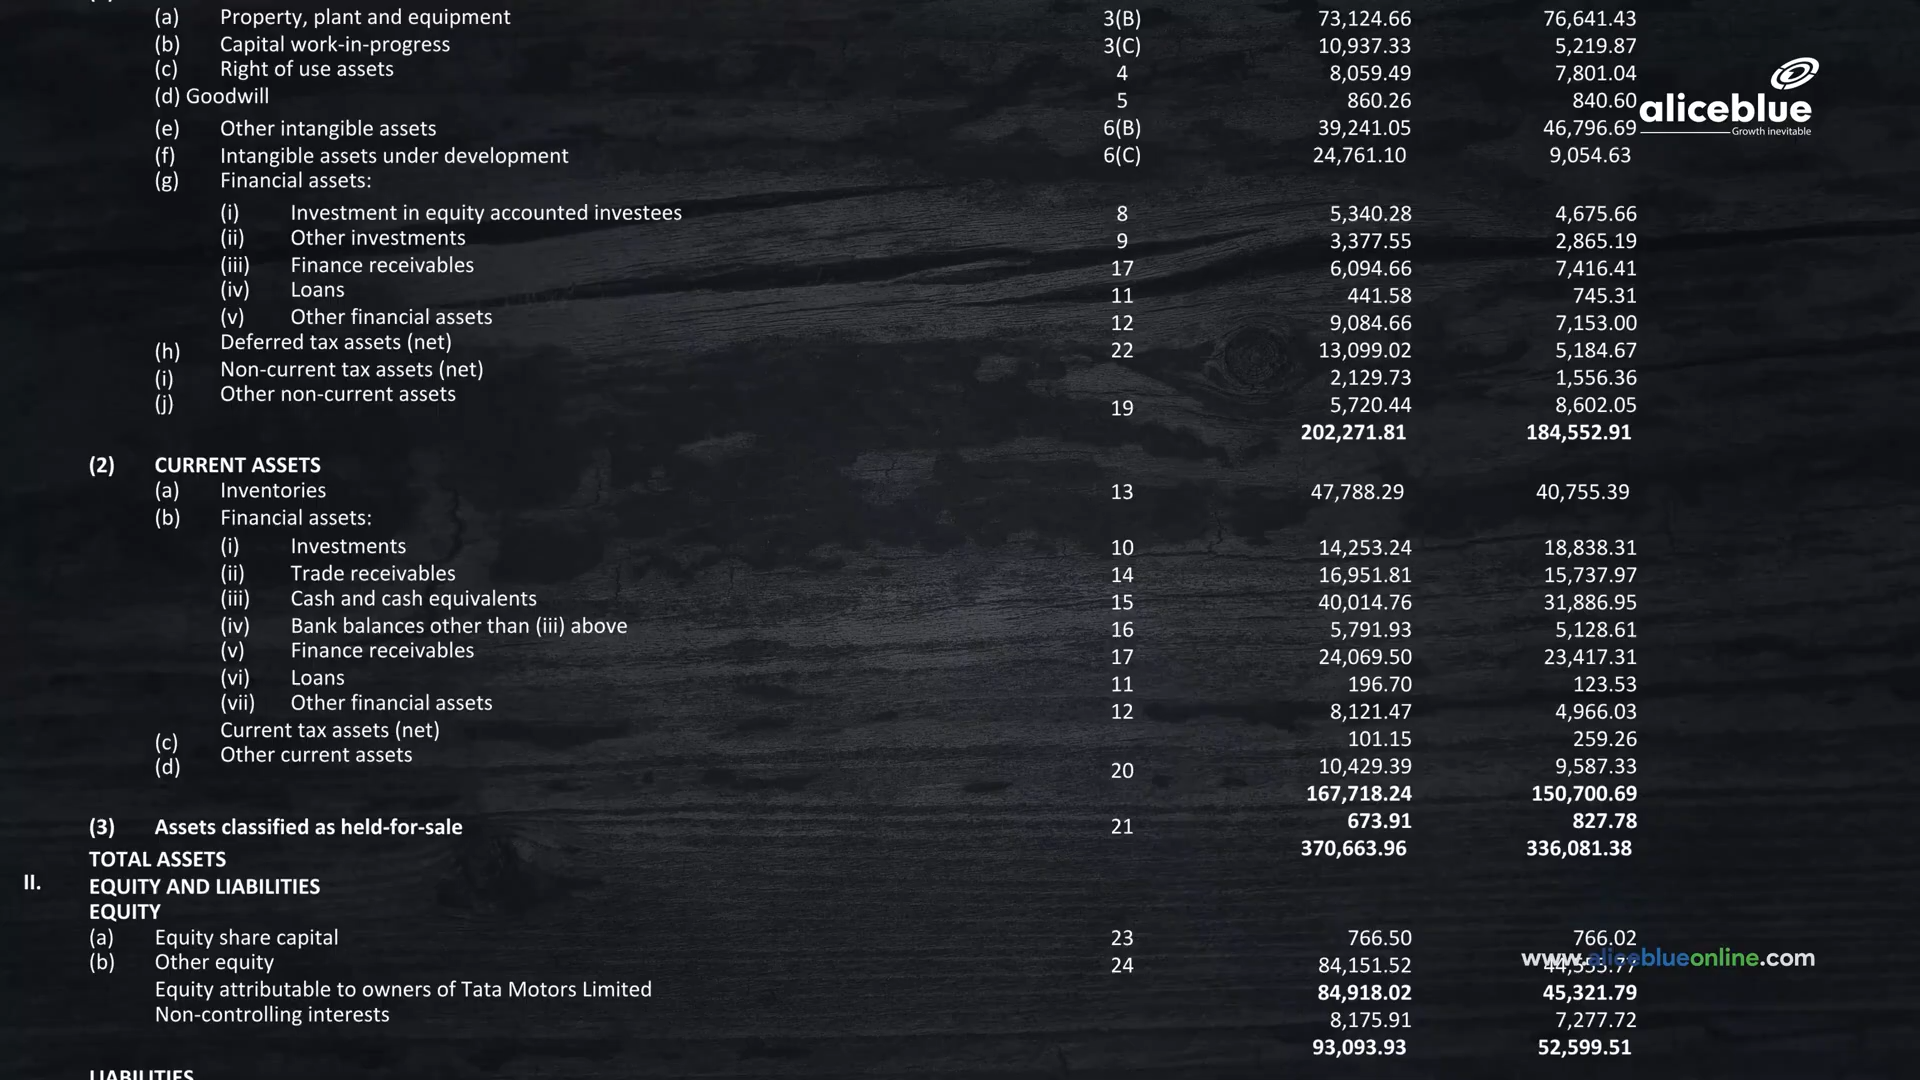 (a) Property, plant and equipment 3(B) 73,124.66 76,641.43
(b) Capital work-in-progress 3(C) 10,937.33 5,219.87
(c) Right of use assets 4 8,059.49 7,801.04
(d) Goodwill 5 860.26 840.60
aliceblue
Growth inevitable
(e) Other intangible assets 6(B) 39,241.05 46,796.69
(f) Intangible assets under development 6(C) 24,761.10 9,054.63
(g) Financial assets:
(i) Investment in equity accounted investees 8 5,340.28 4,675.66
(ii) Other investments 9 3,377.55 2,865.19
(iii) Finance receivables 17 6,094.66 7,416.41
(iv) Loans 11 441.58 745.31
(v) Other financial assets 12 9,084.66 7,153.00
(h) Deferred tax assets (net) 22 13,099.02 5,184.67
(i) Non-current tax assets (net) 2,129.73 1,556.36
(j) Other non-current assets 19 5,720.44 8,602.05
202,271.81 184,552.91
(2) CURRENT ASSETS
(a) Inventories 13 47,788.29 40,755.39
(b) Financial assets:
(i) Investments 10 14,253.24 18,838.31
(ii) Trade receivables 14 16,951.81 15,737.97
(iii) Cash and cash equivalents 15 40,014.76 31,886.95
(iv) Bank balances other than (iii) above 16 5,791.93 5,128.61
(v) Finance receivables 17 24,069.50 23,417.31
(vi) Loans 11 196.70 123.53
(vii) Other financial assets 12 8,121.47 4,966.03
(c) Current tax assets (net) 101.15 259.26
(d) Other current assets 20 10,429.39 9,587.33
167,718.24 150,700.69
(3) Assets classified as held-for-sale 21 673.91 827.78
TOTAL ASSETS 370,663.96 336,081.38
II. EQUITY AND LIABILITIES
EQUITY
(a) Equity share capital 23 766.50 766.02
(b) Other equity 24 84,151.52
www.aliceblueonline.com
Equity attributable to owners of Tata Motors Limited 84,918.02 45,321.79
Non-controlling interests 8,175.91 7,277.72
93,093.93 52,599.51
LIABILITIES